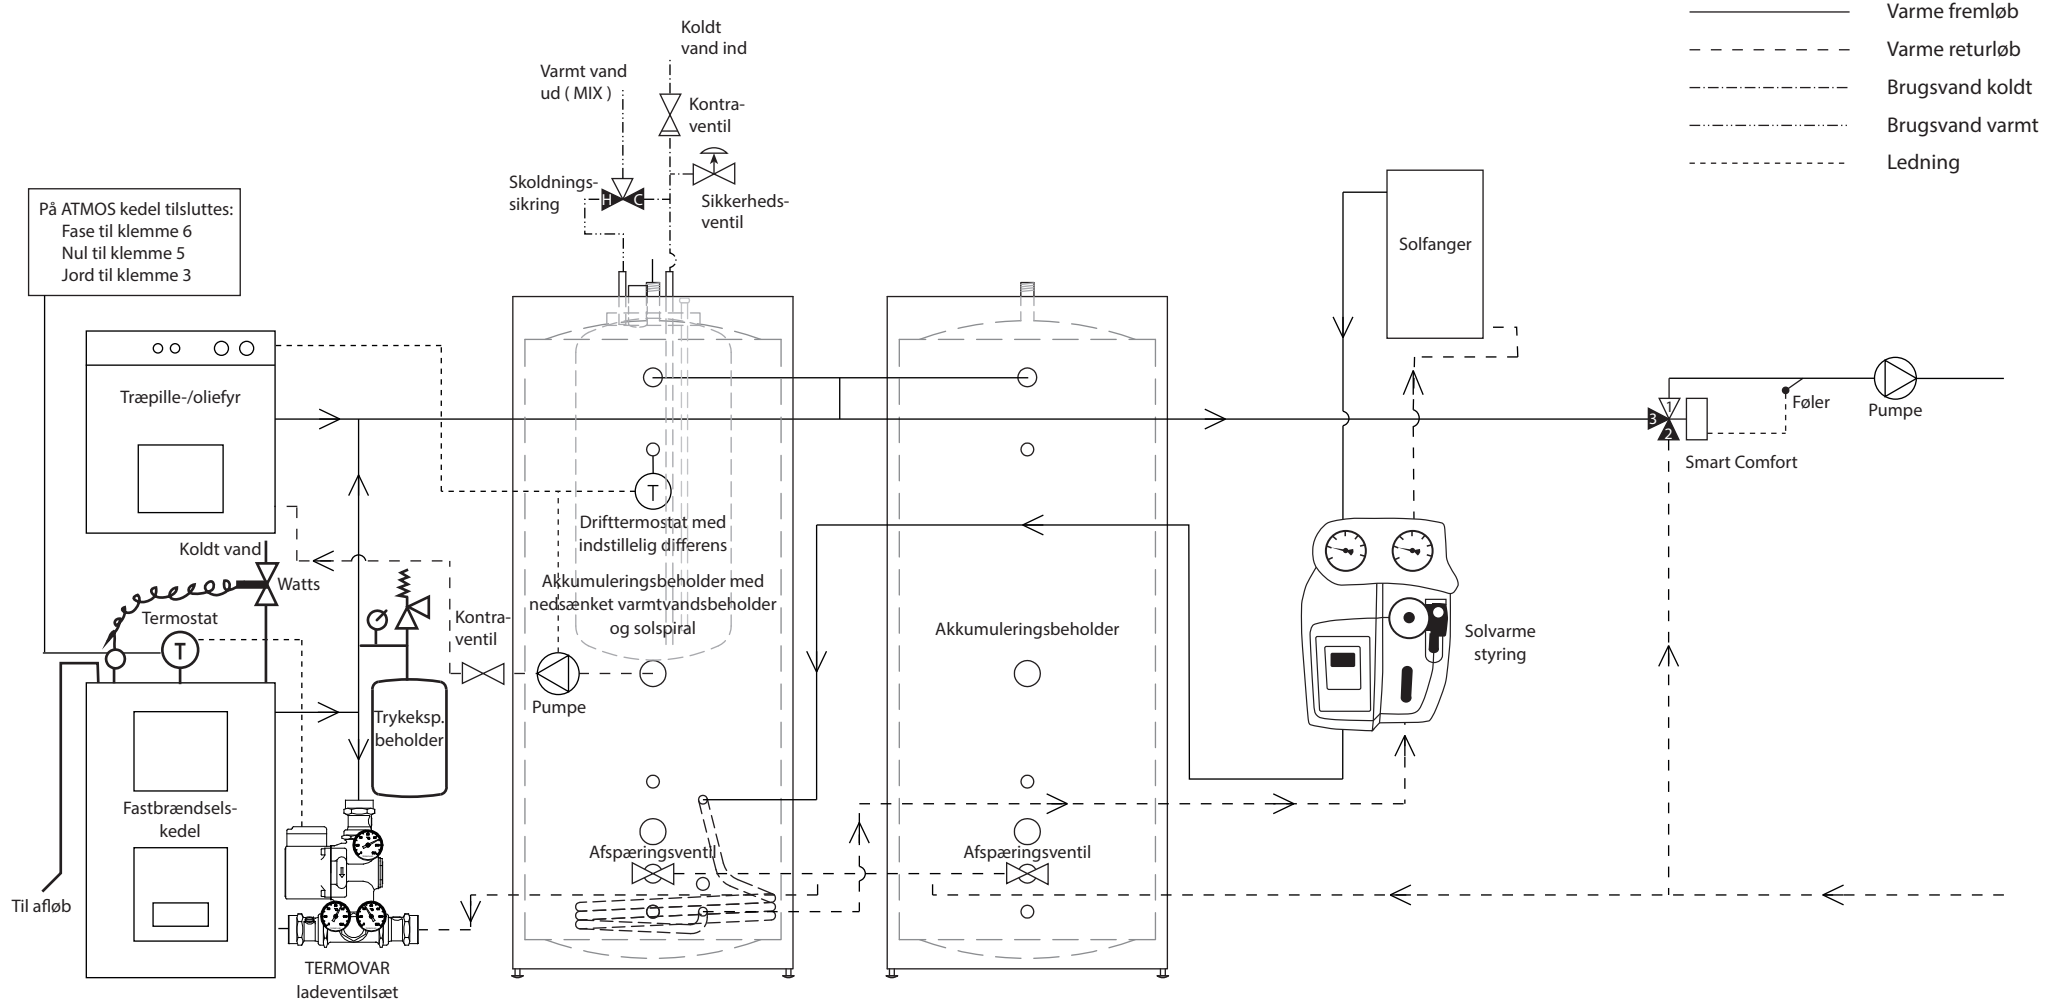 Varme fremløb
Varme returløb
Brugsvand koldt
Brugsvand varmt
Ledning
Koldt
vand ind
Varmt vand
ud ( MIX )
Kontra-
ventil
Skoldnings-
sikring
H
C
Sikkerheds-
ventil
På ATMOS kedel tilsluttes:
Fase til klemme 6
Nul til klemme 5
Jord til klemme 3
Solfanger
Træpille-/oliefyr
1
3
2
Føler
Pumpe
Smart Comfort
T
Drifttermostat med
indstillelig differens
Koldt vand
Watts
Termostat
T
Akkumuleringsbeholder med
nedsænket varmtvandsbeholder
og solspiral
Kontra-
ventil
Pumpe
Akkumuleringsbeholder
Solvarme
styring
Trykeksp.
beholder
Fastbrændsels-
kedel
Afspæringsventil
Afspæringsventil
Til afløb
TERMOVAR
ladeventilsæt